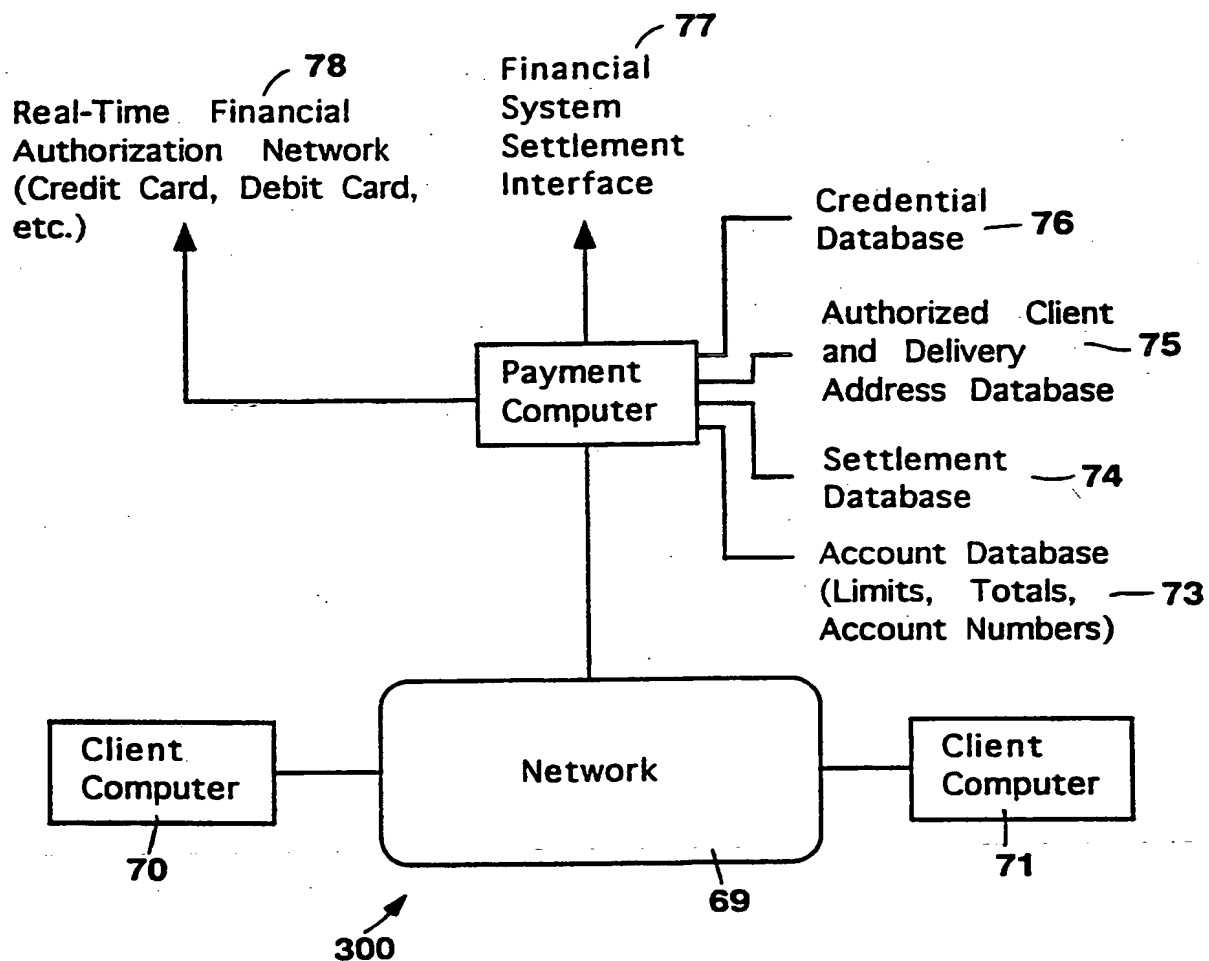 77
78
Financial
System
Settlement
Interface
Real-Time Financial
Authorization Network
(Credit Card, Debit Card,
etc.)
Credential
Database
76
Authorized Client
and Delivery
Address Database
75
Payment
Computer
Settlement
Database
74
Account Database
(Limits, Totals,
Account Numbers)
73
Client
Computer
70
Network
69
Client
Computer
71
300